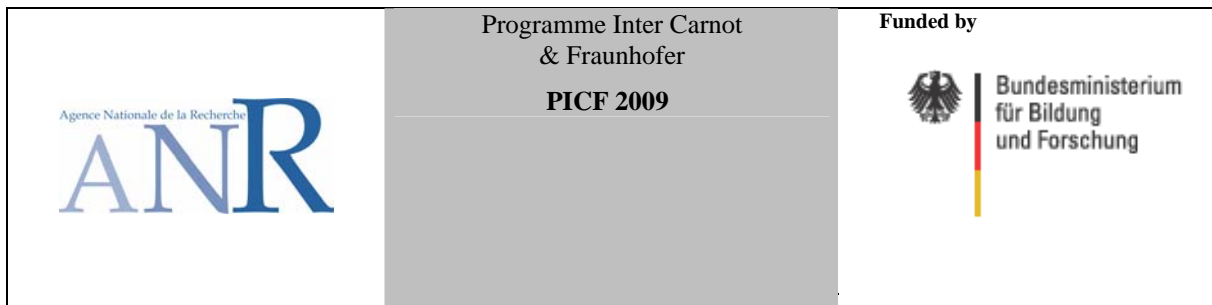 Agence Nationale de la Recherche
ANR
Programme Inter Carnot
& Fraunhofer
PICF 2009
Funded by
Bundesministerium
für Bildung
und Forschung